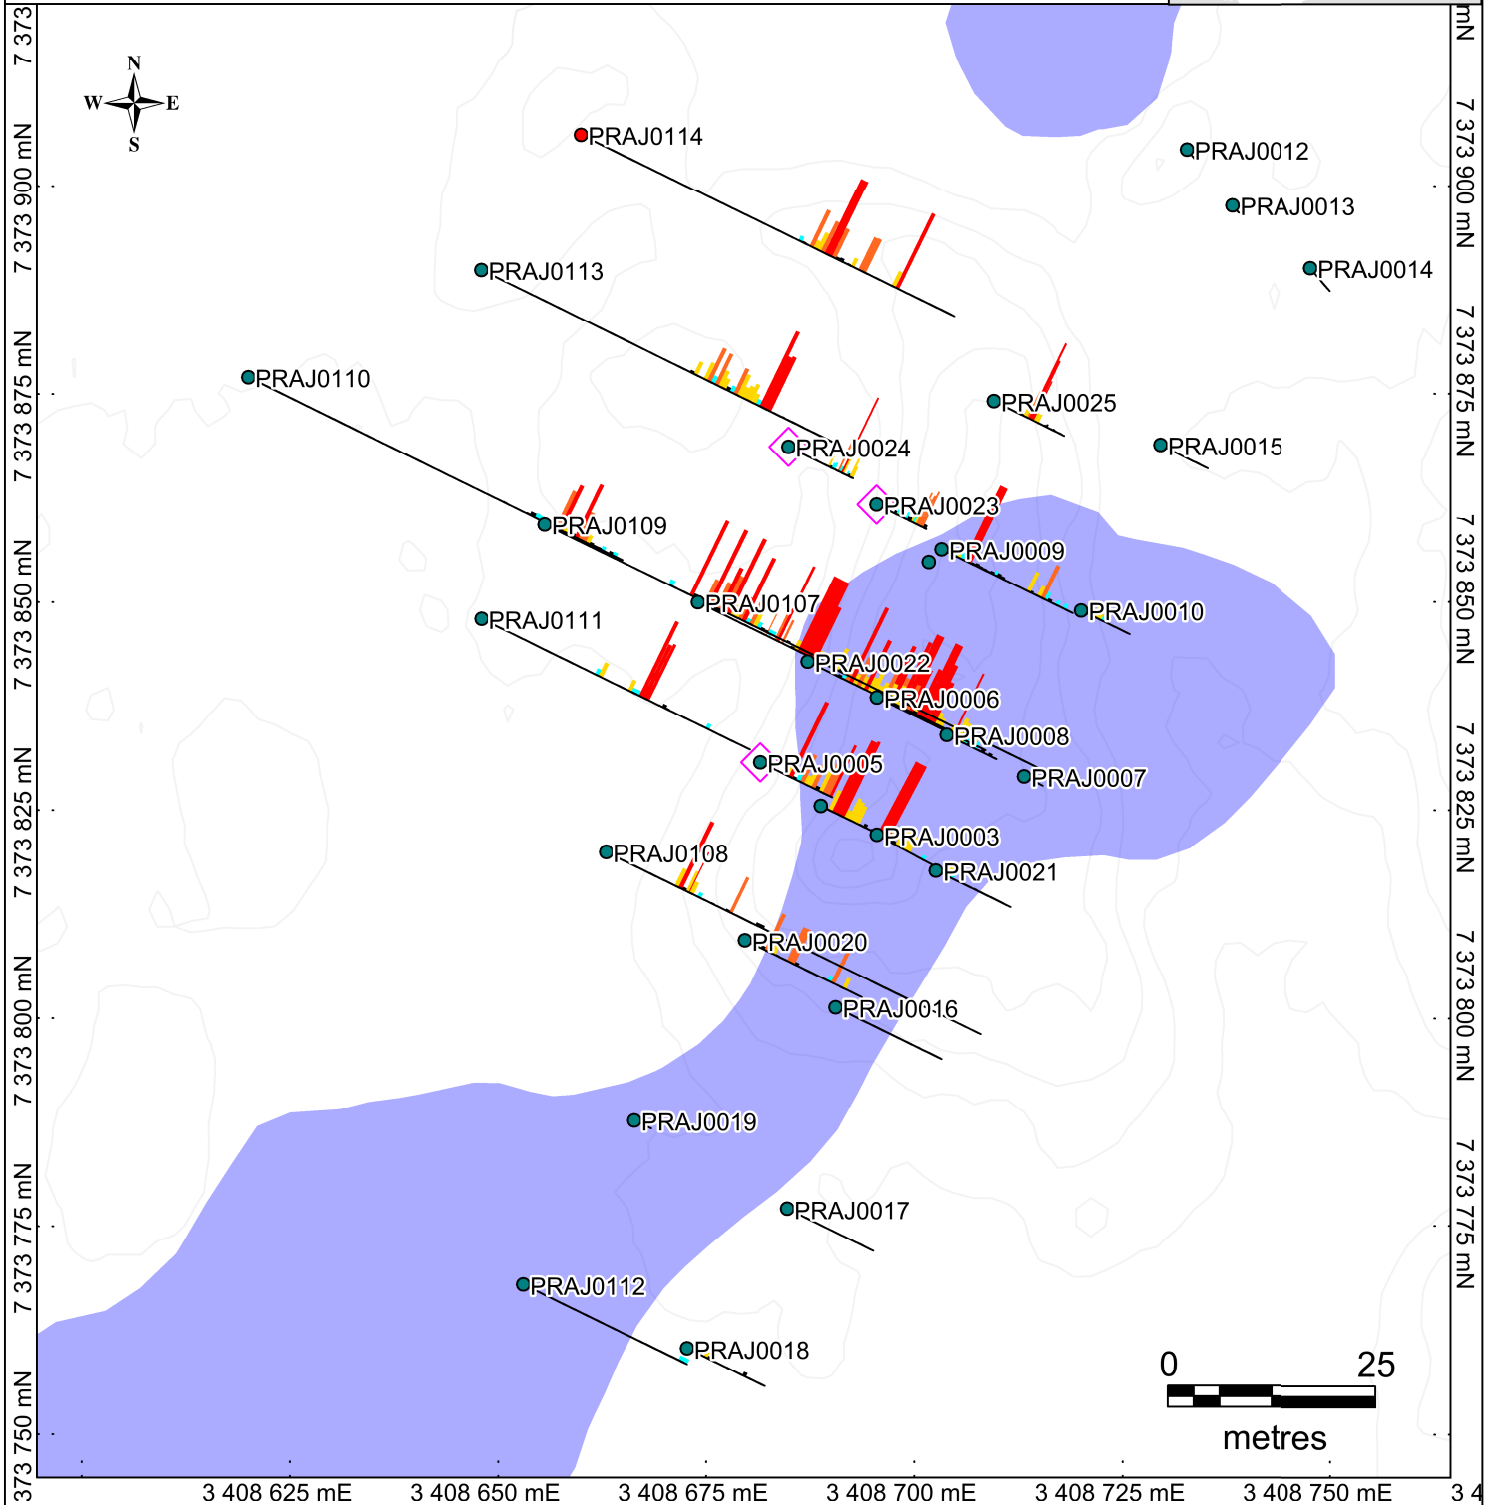 N
W E
S
PRAJ0114
PRAJ0012
PRAJ0013
PRAJ0113
PRAJ0014
PRAJ0110
PRAJ0025
PRAJ0024
PRAJ0015
PRAJ0023
PRAJ0109
PRAJ0009
PRAJ0107
PRAJ0010
PRAJ0111
PRAJ0022
PRAJ0006
PRAJ0008
PRAJ0005
PRAJ0007
PRAJ0003
PRAJ0108
PRAJ0021
PRAJ0020
PRAJ0016
PRAJ0019
PRAJ0017
PRAJ0112
PRAJ0018
0 25
metres
7 373
7 373 900 mN
7 373 875 mN
7 373 850 mN
7 373 825 mN
7 373 800 mN
7 373 775 mN
373 750 mN
mN
7 373 900 mN
7 373 875 mN
7 373 850 mN
7 373 825 mN
7 373 800 mN
7 373 775 mN
3 408 625 mE
3 408 650 mE
3 408 675 mE
3 408 700 mE
3 408 725 mE
3 408 750 mE
3 4